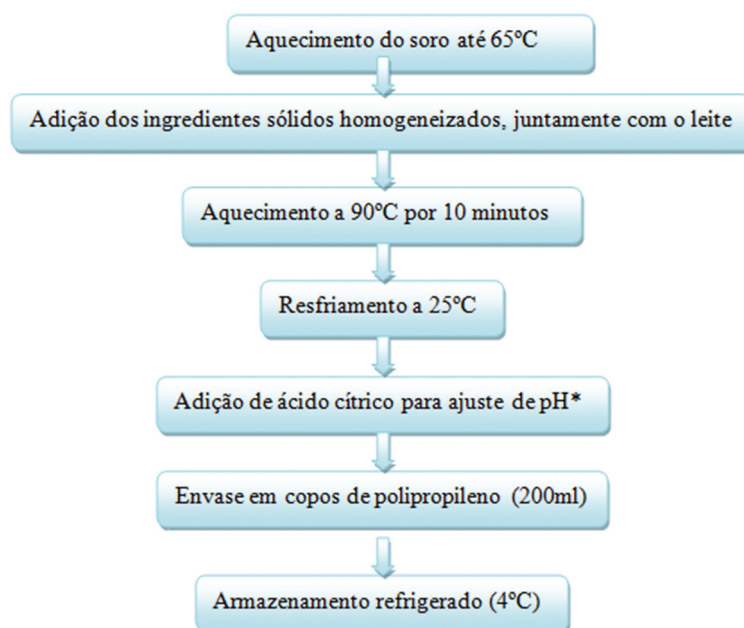 Aquecimento do soro até 65ºC
Adição dos ingredientes sólidos homogeneizados, juntamente com o leite
Aquecimento a 90ºC por 10 minutos
Resfriamento a 25ºC
Adição de ácido cítrico para ajuste de pH*
Envase em copos de polipropileno (200ml)
Armazenamento refrigerado (4ºC)